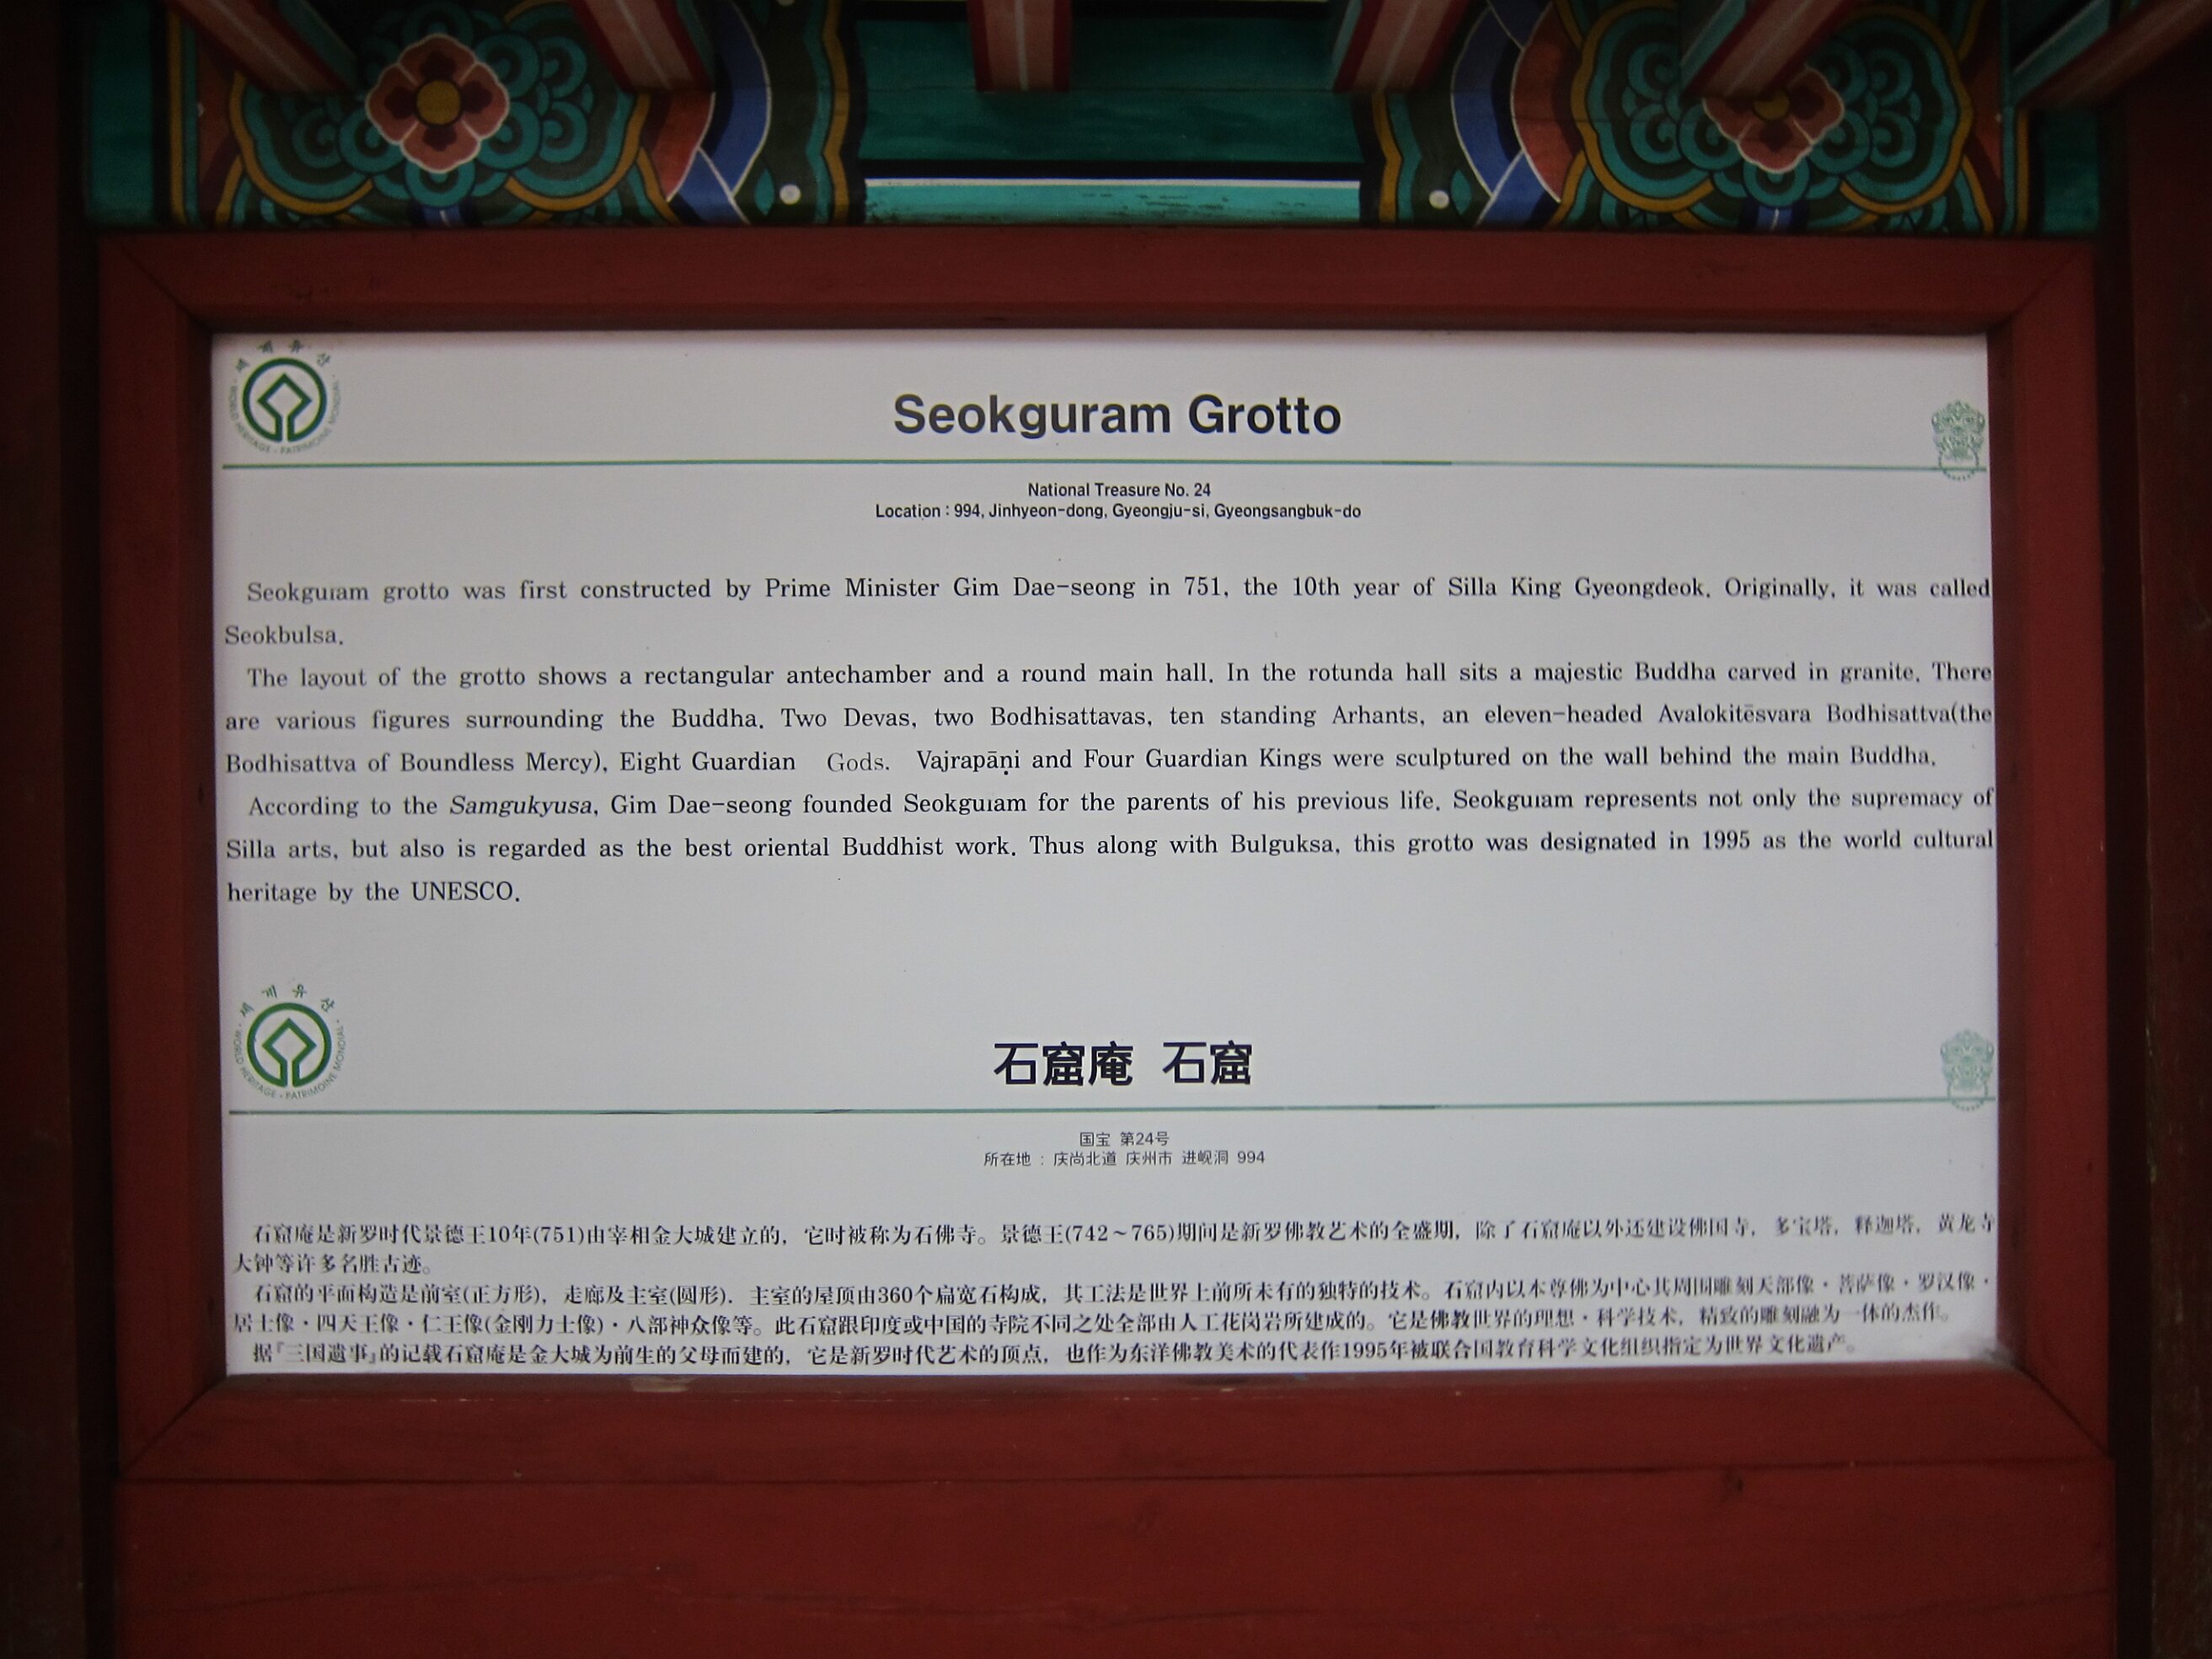 세계유산
WORLD HERITAGE · PATRIMOINE MONDIAL
Seokguram Grotto
National Treasure No. 24
Location : 994, Jinhyeon-dong, Gyeongju-si, Gyeongsangbuk-do
Seokguram grotto was first constructed by Prime Minister Gim Dae-seong in 751, the 10th year of Silla King Gyeongdeok. Originally, it was called
Seokbulsa.
The layout of the grotto shows a rectangular antechamber and a round main hall. In the rotunda hall sits a majestic Buddha carved in granite. There
are various figures surrounding the Buddha. Two Devas, two Bodhisattavas, ten standing Arhants, an eleven-headed Avalokitēsvara Bodhisattva(the
Bodhisattva of Boundless Mercy), Eight Guardian Gods. Vajrapāṇi and Four Guardian Kings were sculptured on the wall behind the main Buddha.
According to the Samgukyusa, Gim Dae-seong founded Seokguram for the parents of his previous life. Seokguram represents not only the supremacy of
Silla arts, but also is regarded as the best oriental Buddhist work. Thus along with Bulguksa, this grotto was designated in 1995 as the world cultural
heritage by the UNESCO.
세계유산
WORLD HERITAGE · PATRIMOINE MONDIAL
石窟庵 石窟
国宝 第24号
所在地 : 庆尚北道 庆州市 进岘洞 994
石窟庵是新罗时代景德王10年(751)由宰相金大城建立的, 它时被称为石佛寺。景德王(742~765)期间是新罗佛教艺术的全盛期, 除了石窟庵以外还建设佛国寺, 多宝塔, 释迦塔, 黄龙寺
大钟等许多名胜古迹。
石窟的平面构造是前室(正方形), 走廊及主室(圆形). 主室的屋顶由360个扁宽石构成, 其工法是世界上前所未有的独特的技术。石窟内以本尊佛为中心其周围雕刻天部像·菩萨像·罗汉像·
居士像·四天王像·仁王像(金刚力士像)·八部神众像等。此石窟跟印度或中国的寺院不同之处全部由人工花岗岩所建成的。它是佛教世界的理想·科学技术, 精致的雕刻融为一体的杰作。
据『三国遗事』的记载石窟庵是金大城为前生的父母而建的, 它是新罗时代艺术的顶点, 也作为东洋佛教美术的代表作1995年被联合国教育科学文化组织指定为世界文化遗产。